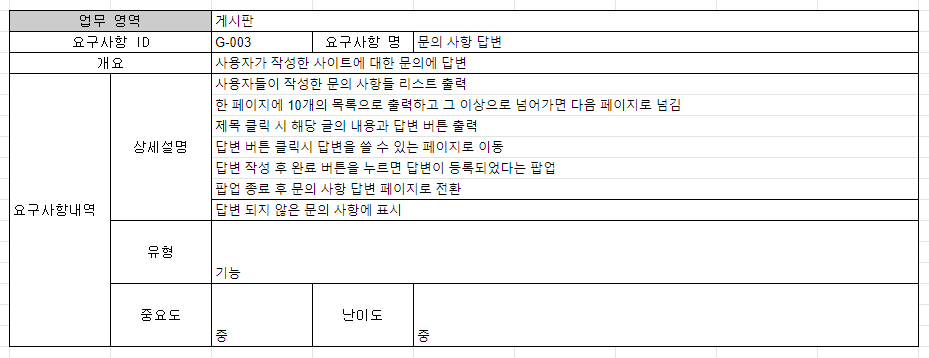 업무 영역 게시판
요구사항 ID G-003 요구사항 명 문의 사항 답변
개요 사용자가 작성한 사이트에 대한 문의에 답변
사용자들이 작성한 문의 사항들 리스트 출력
한 페이지에 10개의 목록으로 출력하고 그 이상으로 넘어가면 다음 페이지로 넘김
제목 클릭 시 해당 글의 내용과 답변 버튼 출력
상세설명 답변 버튼 클릭시 답변을 쓸 수 있는 페이지로 이동
답변 작성 후 완료 버튼을 누르면 답변이 등록되었다는 팝업
팝업 종료 후 문의 사항 답변 페이지로 전환
요구사항내역 답변 되지 않은 문의 사항에 표시
유형
기능
중요도 난이도
중 중